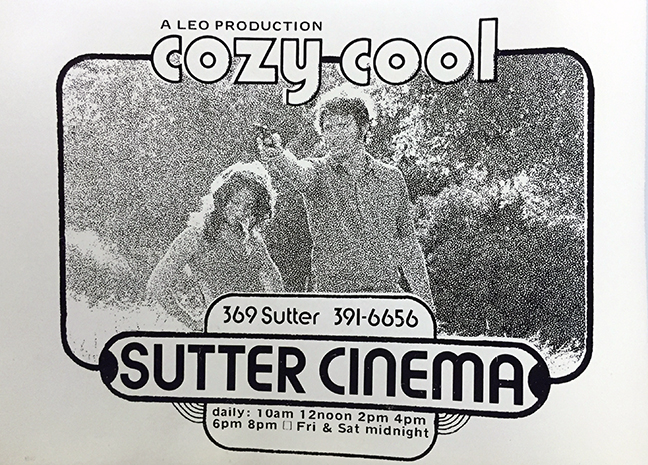 A LEO PRODUCTION
cozy cool
369 Sutter 391-6656
SUTTER CINEMA
daily: 10am 12noon 2pm 4pm
6pm 8pm □ Fri & Sat midnight